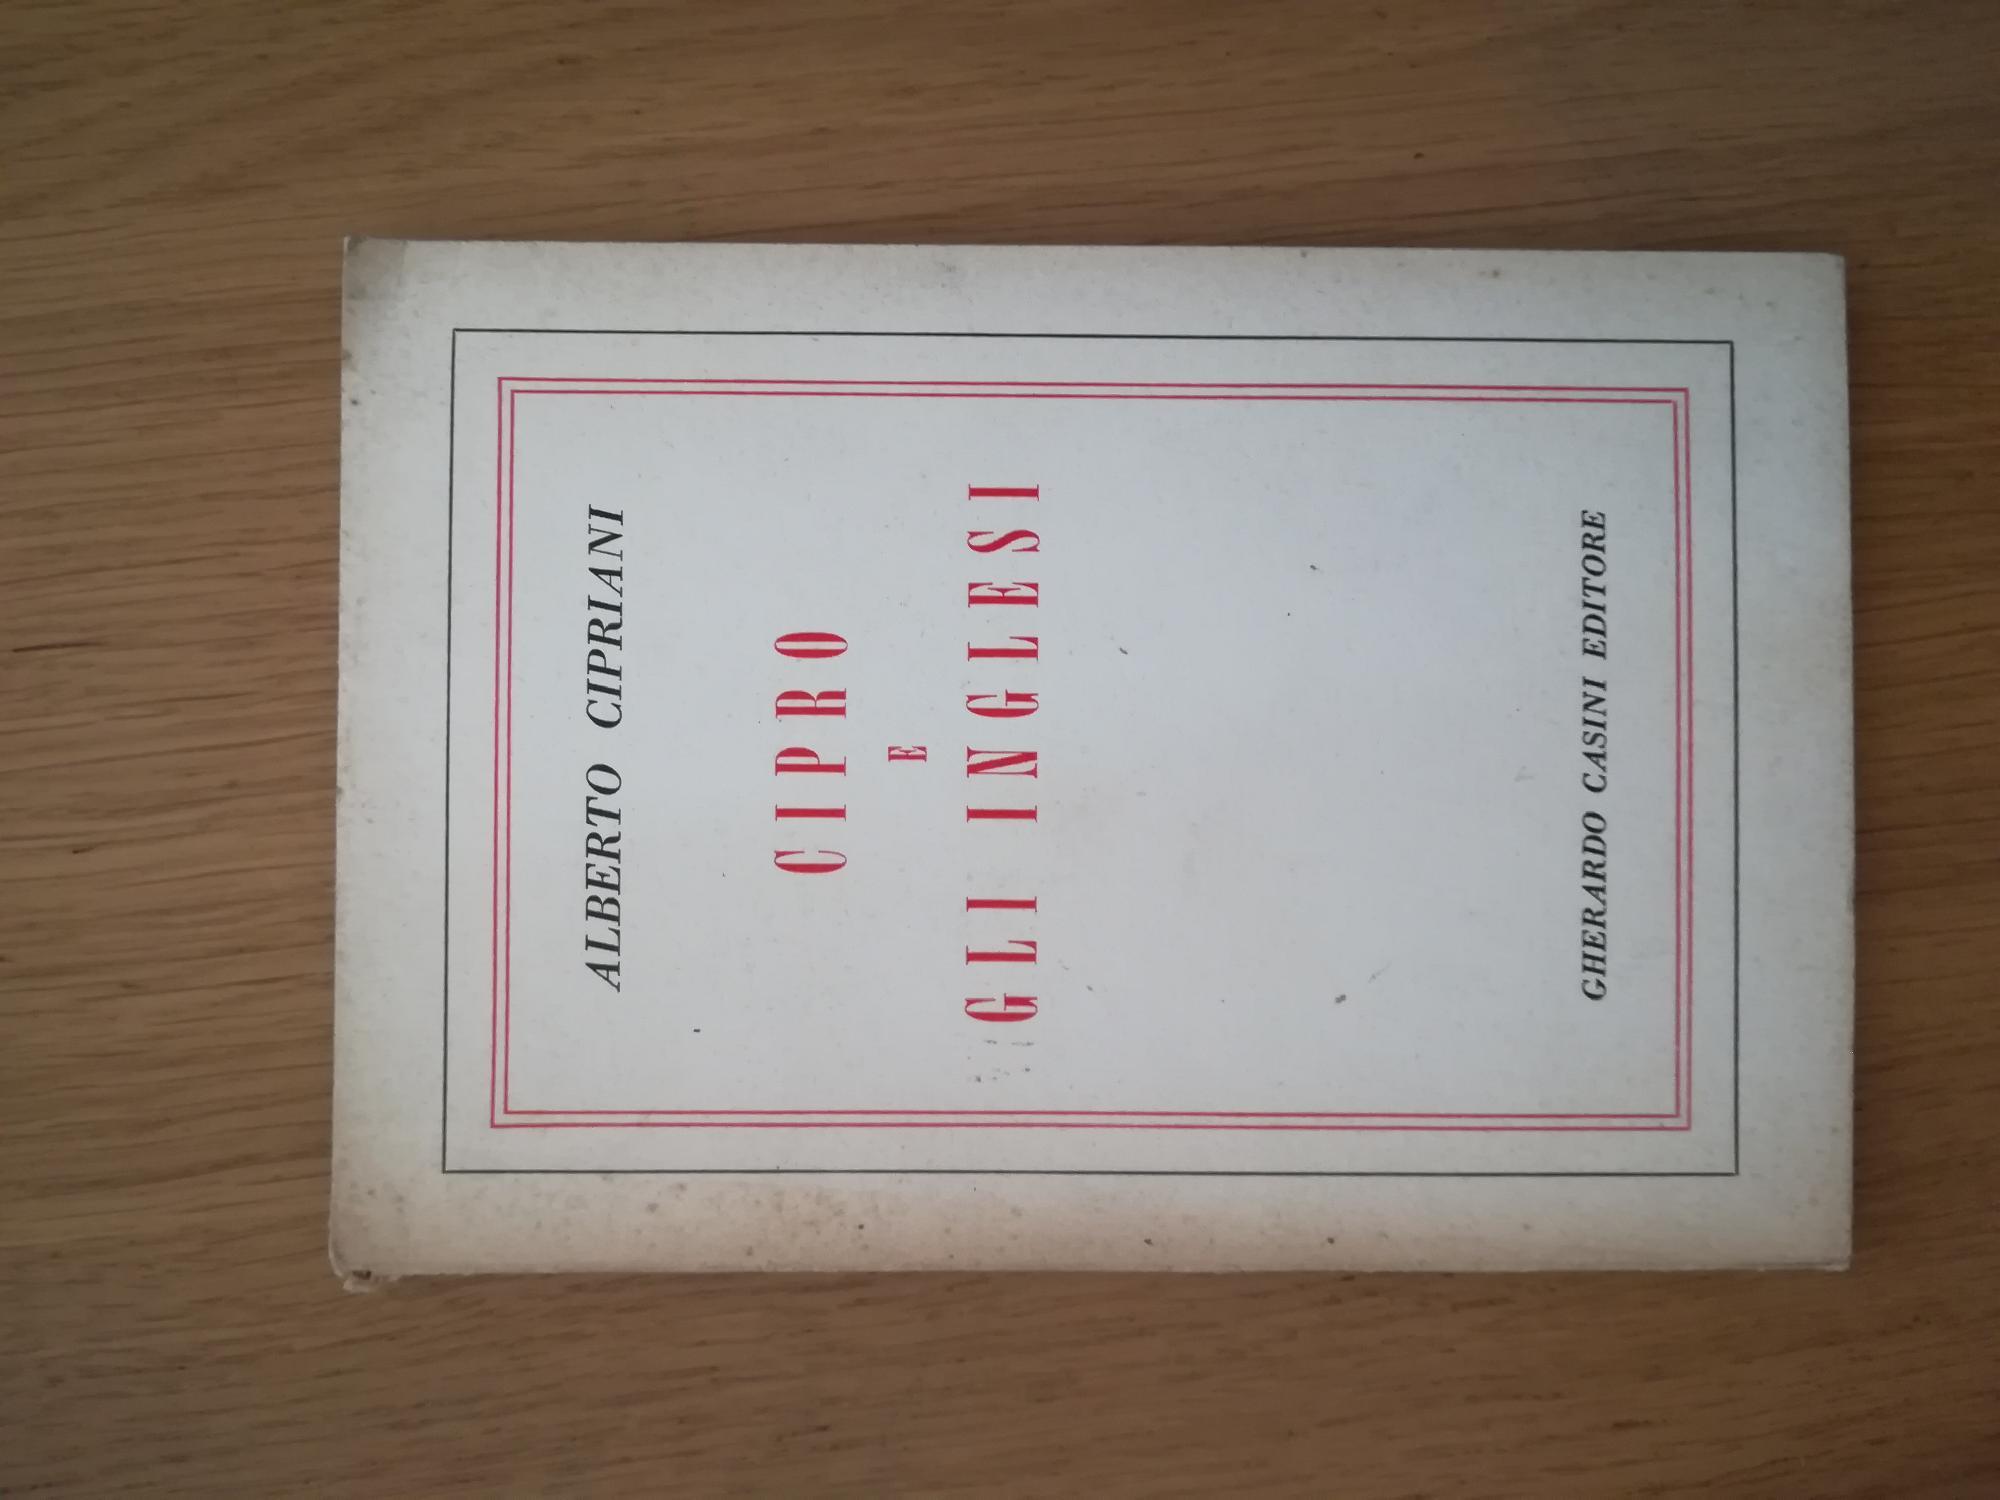 ALBERTO CIPRIANI
CIPRO
E
GLI INGLESI
GHERARDO CASINI EDITORE